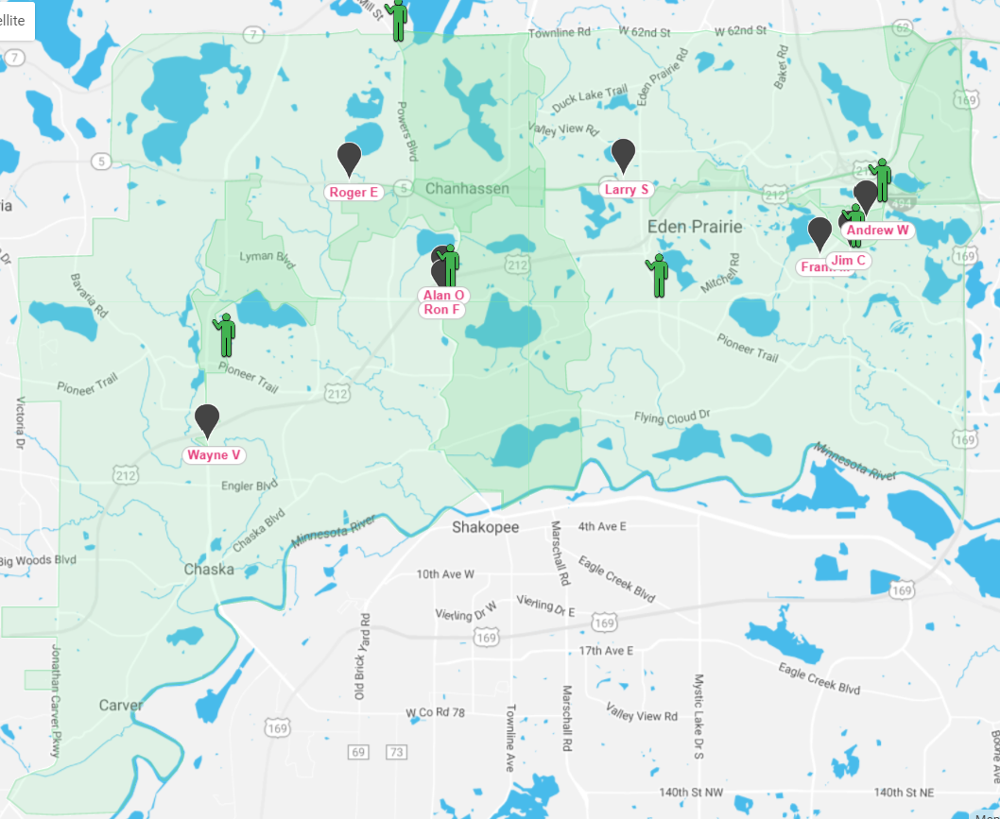 ellite
Mill St
7
Townline Rd
W 62nd St
W 62nd St
62
7
Baker Rd
Eden Prairie Rd
Duck Lake Trail
169
Powers Blvd
Valley View Rd
5
212
Roger E
5
Chanhassen
Larry S
212
494
Eden Prairie
Andrew W
Lyman Blvd
212
Mitchell Rd
Jim C
169
Bavaria Rd
Alan O
Ron F
Pioneer Trail
Pioneer Trail
Pioneer Trail
212
Victoria Dr
Flying Cloud Dr
169
Wayne V
Minnesota River
212
Engler Blvd
Chaska Blvd
Minnesota River
Shakopee
4th Ave E
Marschall Rd
Big Woods Blvd
Chaska
10th Ave W
Eagle Creek Blvd
169
Vierling Dr W
Vierling Dr E
169
169
Old Brick Yard Rd
17th Ave E
Jonathan Carver Pkwy
Eagle Creek Blvd
Mystic Lake Dr S
Carver
W Co Rd 78
Valley View Rd
Marschall Rd
169
Townline Ave
69
73
140th St NW
140th St NE